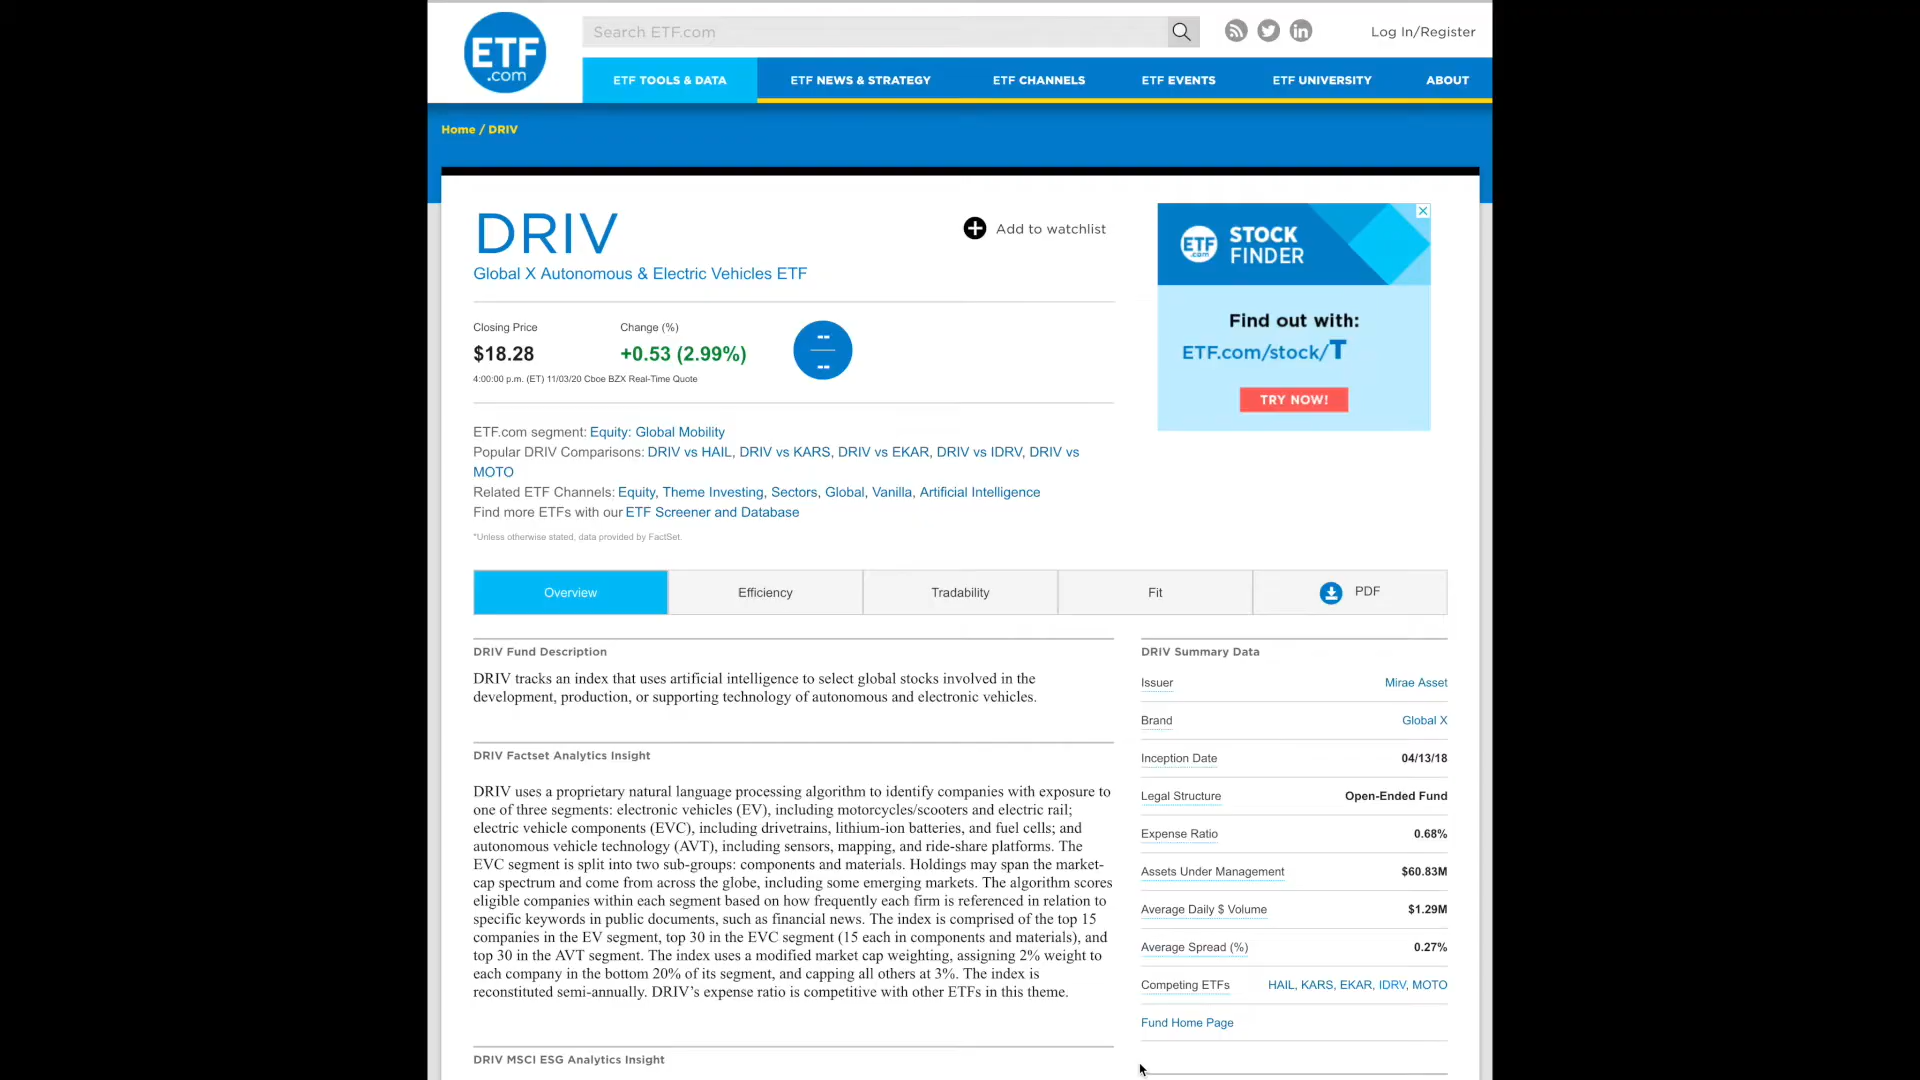 ETF
.com
Search ETF.com
Log In/Register
ETF TOOLS & DATA
ETF NEWS & STRATEGY
ETF CHANNELS
ETF EVENTS
ETF UNIVERSITY
ABOUT
Home / DRIV
DRIV
Add to watchlist
Global X Autonomous & Electric Vehicles ETF
Closing Price
Change (%)
$18.28
+0.53 (2.99%)
--
--
4:00:00 p.m. (ET) 11/03/20 Cboe BZX Real-Time Quote
ETF
.com
STOCK
FINDER
Find out with:
ETF.com/stock/T
TRY NOW!
ETF.com segment: Equity: Global Mobility
Popular DRIV Comparisons: DRIV vs HAIL, DRIV vs KARS, DRIV vs EKAR, DRIV vs IDRV, DRIV vs
MOTO
Related ETF Channels: Equity, Theme Investing, Sectors, Global, Vanilla, Artificial Intelligence
Find more ETFs with our ETF Screener and Database
*Unless otherwise stated, data provided by FactSet.
Overview
Efficiency
Tradability
Fit
PDF
DRIV Fund Description
DRIV tracks an index that uses artificial intelligence to select global stocks involved in the
development, production, or supporting technology of autonomous and electronic vehicles.
DRIV Factset Analytics Insight
DRIV uses a proprietary natural language processing algorithm to identify companies with exposure to
one of three segments: electronic vehicles (EV), including motorcycles/scooters and electric rail;
electric vehicle components (EVC), including drivetrains, lithium-ion batteries, and fuel cells; and
autonomous vehicle technology (AVT), including sensors, mapping, and ride-share platforms. The
EVC segment is split into two sub-groups: components and materials. Holdings may span the market-
cap spectrum and come from across the globe, including some emerging markets. The algorithm scores
eligible companies within each segment based on how frequently each firm is referenced in relation to
specific keywords in public documents, such as financial news. The index is comprised of the top 15
companies in the EV segment, top 30 in the EVC segment (15 each in components and materials), and
top 30 in the AVT segment. The index uses a modified market cap weighting, assigning 2% weight to
each company in the bottom 20% of its segment, and capping all others at 3%. The index is
reconstituted semi-annually. DRIV's expense ratio is competitive with other ETFs in this theme.
DRIV MSCI ESG Analytics Insight
DRIV Summary Data
Issuer Mirae Asset
Brand Global X
Inception Date 04/13/18
Legal Structure Open-Ended Fund
Expense Ratio 0.68%
Assets Under Management $60.83M
Average Daily $ Volume $1.29M
Average Spread (%) 0.27%
Competing ETFs HAIL, KARS, EKAR, IDRV, MOTO
Fund Home Page